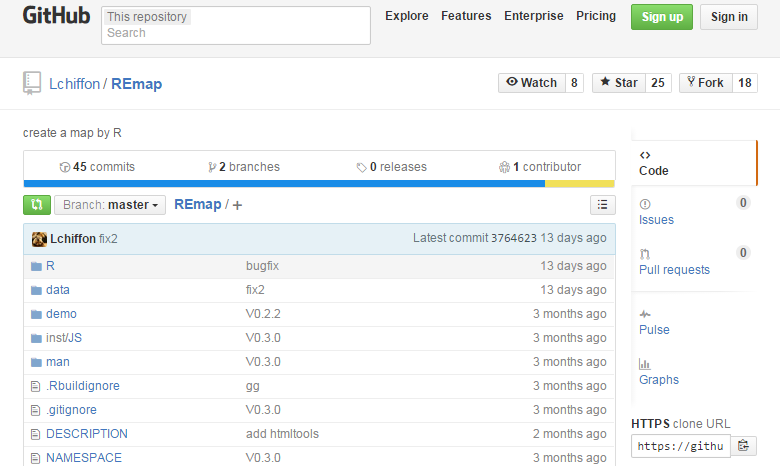 GitHub This repository Search Explore Features Enterprise Pricing Sign up Sign in
Lchiffon / REmap Watch 8 Star 25 Fork 18
create a map by R
45 commits 2 branches 0 releases 1 contributor
Branch: master REmap / +
Lchiffon fix2 Latest commit 3764623 13 days ago
R bugfix 13 days ago
data fix2 13 days ago
demo V0.2.2 3 months ago
inst/JS V0.3.0 3 months ago
man V0.3.0 3 months ago
.Rbuildignore gg 3 months ago
.gitignore V0.3.0 3 months ago
DESCRIPTION add htmltools 2 months ago
NAMESPACE V0.3.0 3 months ago
Code
Issues 0
Pull requests 0
Pulse
Graphs
HTTPS clone URL
https://githu